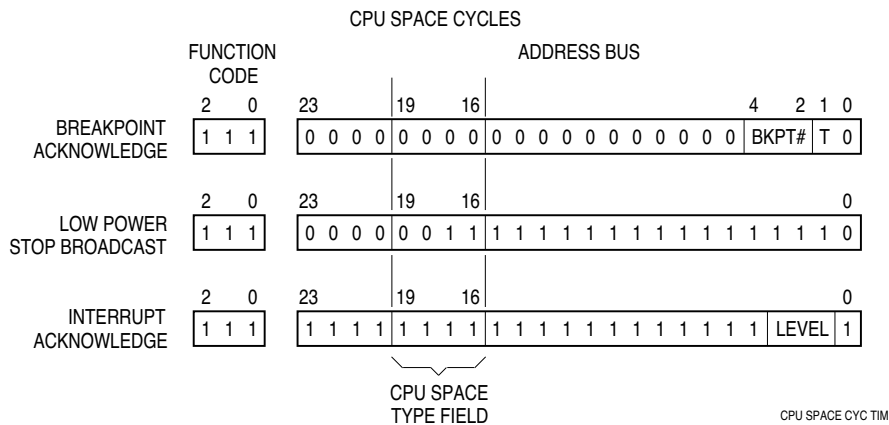 CPU SPACE CYCLES
FUNCTION CODE ADDRESS BUS
2 0 23 19 16 4 2 1 0
BREAKPOINT ACKNOWLEDGE 1 1 1 0 0 0 0 0 0 0 0 0 0 0 0 0 0 0 0 0 0 0 BKPT# T 0
2 0 23 19 16 0
LOW POWER STOP BROADCAST 1 1 1 0 0 0 0 0 0 1 1 1 1 1 1 1 1 1 1 1 1 1 1 1 1 1 0
2 0 23 19 16 0
INTERRUPT ACKNOWLEDGE 1 1 1 1 1 1 1 1 1 1 1 1 1 1 1 1 1 1 1 1 1 1 1 LEVEL 1
CPU SPACE
TYPE FIELD
CPU SPACE CYC TIM